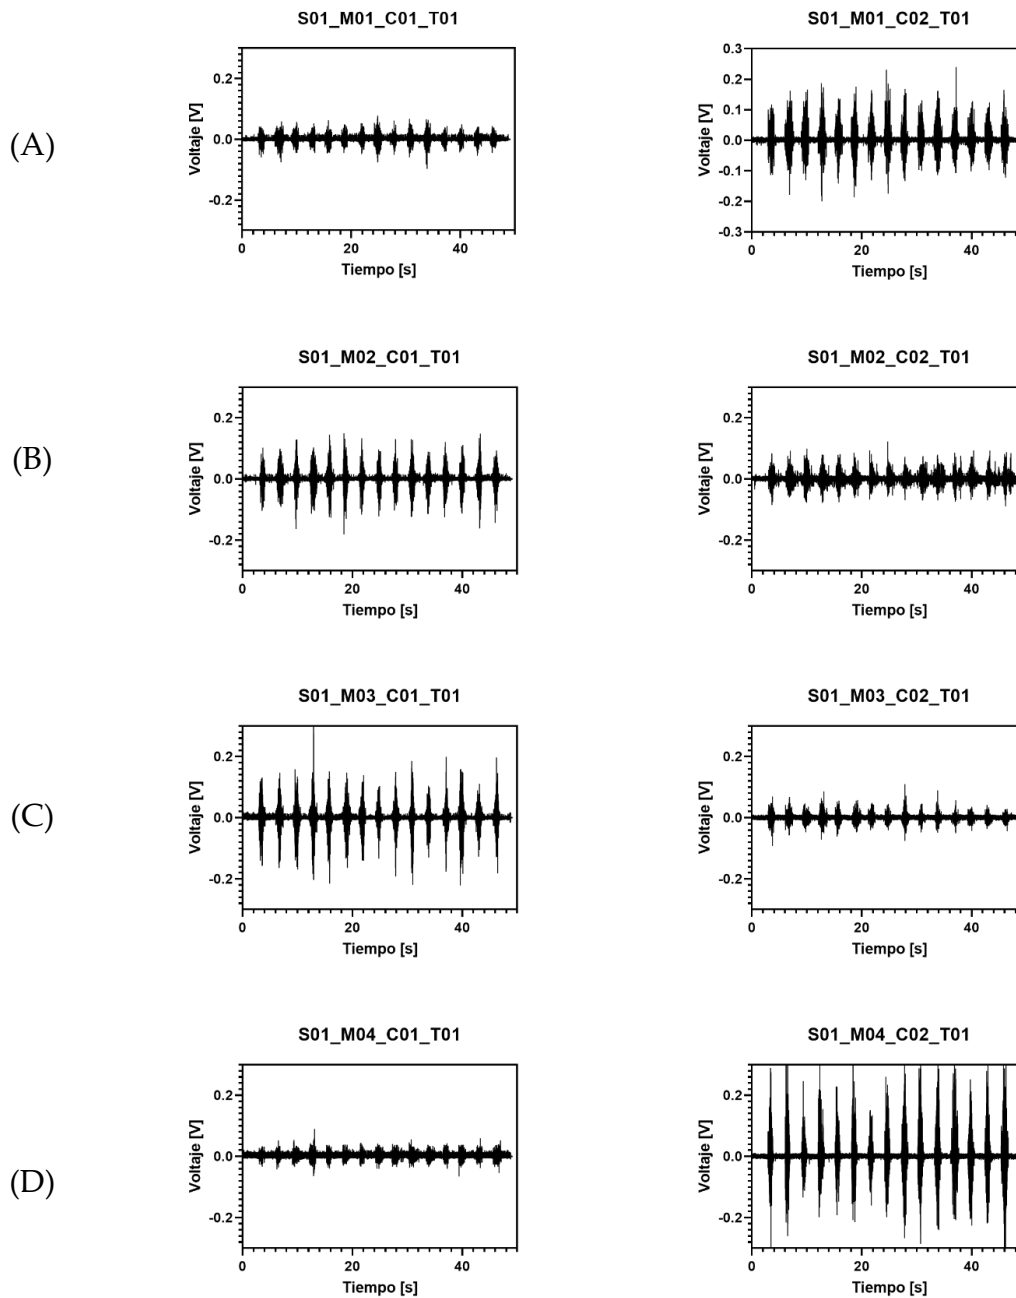 S01_M01_C01_T01 S01_M01_C02_T01
(A)
Voltaje [V]
0.2
0.0
-0.2
0 20 40
Tiempo [s]
Voltaje [V]
0.3
0.2
0.1
0.0
-0.1
-0.2
-0.3
0 20 40
Tiempo [s]
S01_M02_C01_T01 S01_M02_C02_T01
(B)
Voltaje [V]
0.2
0.0
-0.2
0 20 40
Tiempo [s]
Voltaje [V]
0.2
0.0
-0.2
0 20 40
Tiempo [s]
S01_M03_C01_T01 S01_M03_C02_T01
(C)
Voltaje [V]
0.2
0.0
-0.2
0 20 40
Tiempo [s]
Voltaje [V]
0.2
0.0
-0.2
0 20 40
Tiempo [s]
S01_M04_C01_T01 S01_M04_C02_T01
(D)
Voltaje [V]
0.2
0.0
-0.2
0 20 40
Tiempo [s]
Voltaje [V]
0.2
0.0
-0.2
0 20 40
Tiempo [s]